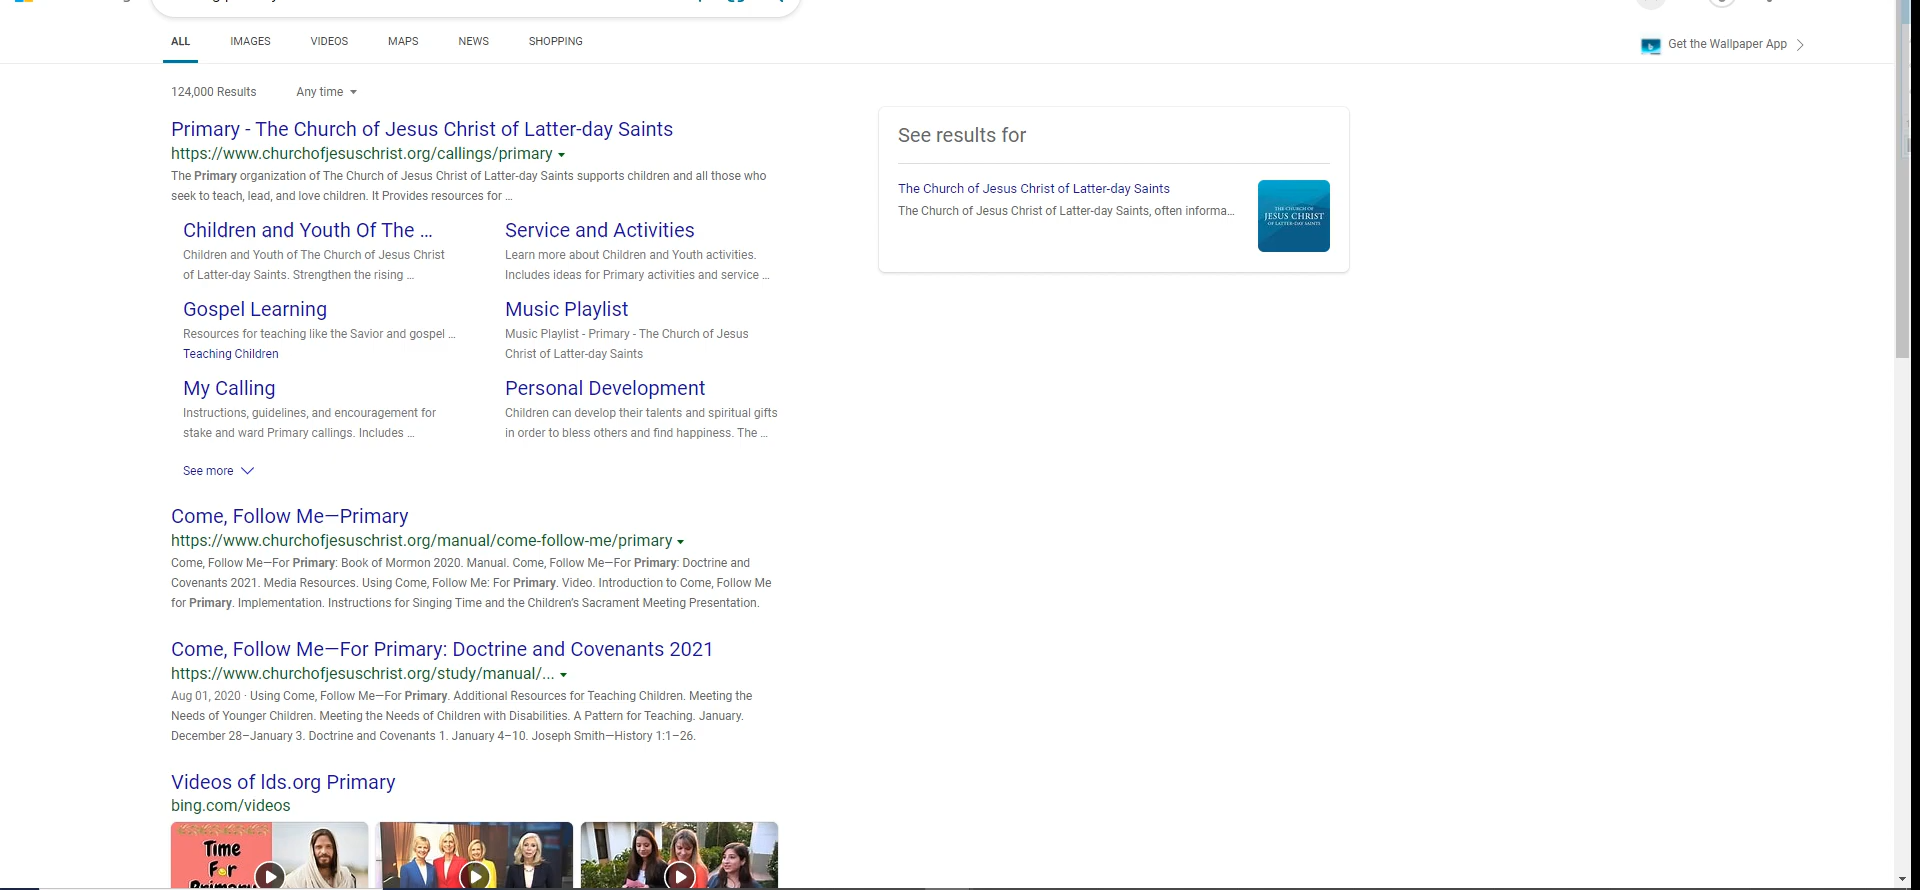 ALL IMAGES VIDEOS MAPS NEWS SHOPPING
Get the Wallpaper App
124,000 Results Any time
Primary - The Church of Jesus Christ of Latter-day Saints
https://www.churchofjesuschrist.org/callings/primary
The Primary organization of The Church of Jesus Christ of Latter-day Saints supports children and all those who
seek to teach, lead, and love children. It Provides resources for ...
Children and Youth Of The ...
Children and Youth of The Church of Jesus Christ
of Latter-day Saints. Strengthen the rising ...
Service and Activities
Learn more about Children and Youth activities.
Includes ideas for Primary activities and service ...
Gospel Learning
Resources for teaching like the Savior and gospel ...
Teaching Children
Music Playlist
Music Playlist - Primary - The Church of Jesus
Christ of Latter-day Saints
My Calling
Instructions, guidelines, and encouragement for
stake and ward Primary callings. Includes ...
Personal Development
Children can develop their talents and spiritual gifts
in order to bless others and find happiness. The ...
See more
Come, Follow Me—Primary
https://www.churchofjesuschrist.org/manual/come-follow-me/primary
Come, Follow Me—For Primary: Book of Mormon 2020. Manual. Come, Follow Me—For Primary: Doctrine and
Covenants 2021. Media Resources. Using Come, Follow Me: For Primary. Video. Introduction to Come, Follow Me
for Primary. Implementation. Instructions for Singing Time and the Children's Sacrament Meeting Presentation.
Come, Follow Me—For Primary: Doctrine and Covenants 2021
https://www.churchofjesuschrist.org/study/manual/...
Aug 01, 2020 · Using Come, Follow Me—For Primary. Additional Resources for Teaching Children. Meeting the
Needs of Younger Children. Meeting the Needs of Children with Disabilities. A Pattern for Teaching. January.
December 28–January 3. Doctrine and Covenants 1. January 4–10. Joseph Smith—History 1:1–26.
Videos of lds.org Primary
bing.com/videos
Time
For
Primary
See results for
The Church of Jesus Christ of Latter-day Saints
The Church of Jesus Christ of Latter-day Saints, often informa...
THE CHURCH OF
JESUS CHRIST
OF LATTER-DAY SAINTS